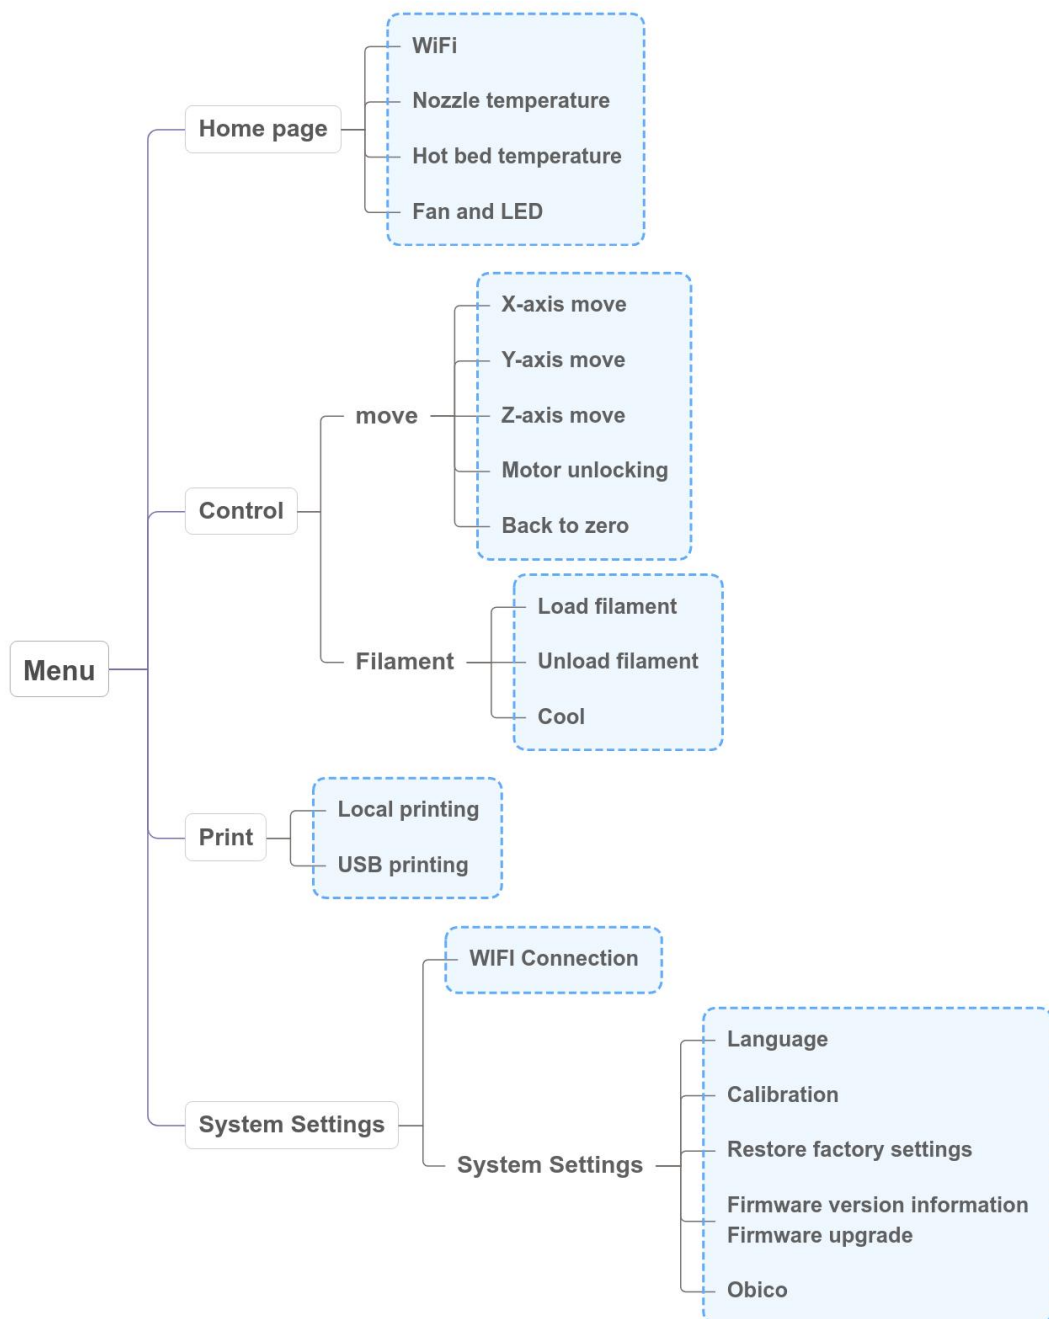 Menu
Home page
WiFi
Nozzle temperature
Hot bed temperature
Fan and LED
Control
move
X-axis move
Y-axis move
Z-axis move
Motor unlocking
Back to zero
Filament
Load filament
Unload filament
Cool
Print
Local printing
USB printing
System Settings
WIFI Connection
System Settings
Language
Calibration
Restore factory settings
Firmware version information
Firmware upgrade
Obico